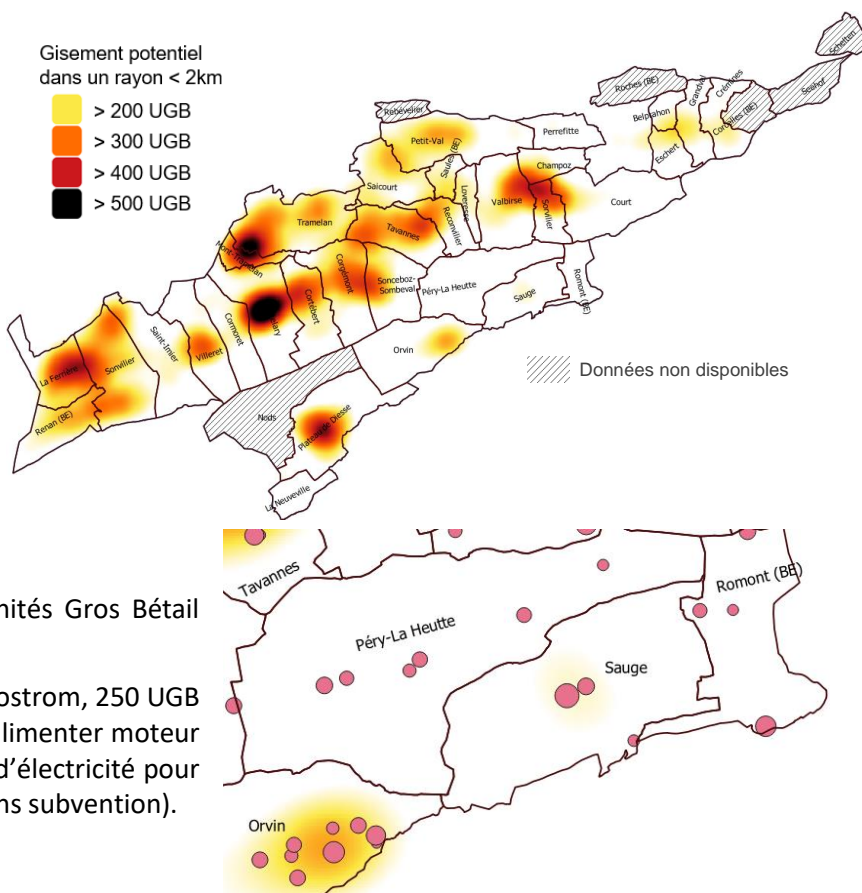 Gisement potentiel
dans un rayon < 2km
> 200 UGB
> 300 UGB
> 400 UGB
> 500 UGB
Schelten
Seehof
Roches (BE)
Grandval
Crémines
Corcelles (BE)
Belprahon
Eschert
Rebévelier
Petit-Val
Perrefitte
Saules (BE)
Champoz
Saicourt
Loveresse
Valbirse
Sorvilier
Court
Tramelan
Tavannes
Reconvilier
Mont-Tramelan
Corgémont
Sonceboz-
Sombeval
Péry-La Heutte
Sauge
Romont (BE)
Cortébert
Cormoret
Saint-Imier
Villeret
Orvin
La Ferrière
Sonvilier
Renan (BE)
Nods
Plateau de Diesse
La Neuveville
Données non disponibles
nités Gros Bétail
ostrom, 250 UGB
limenter moteur
d’électricité pour
ns subvention).
Tavannes
Péry-La Heutte
Romont (BE)
Sauge
Orvin